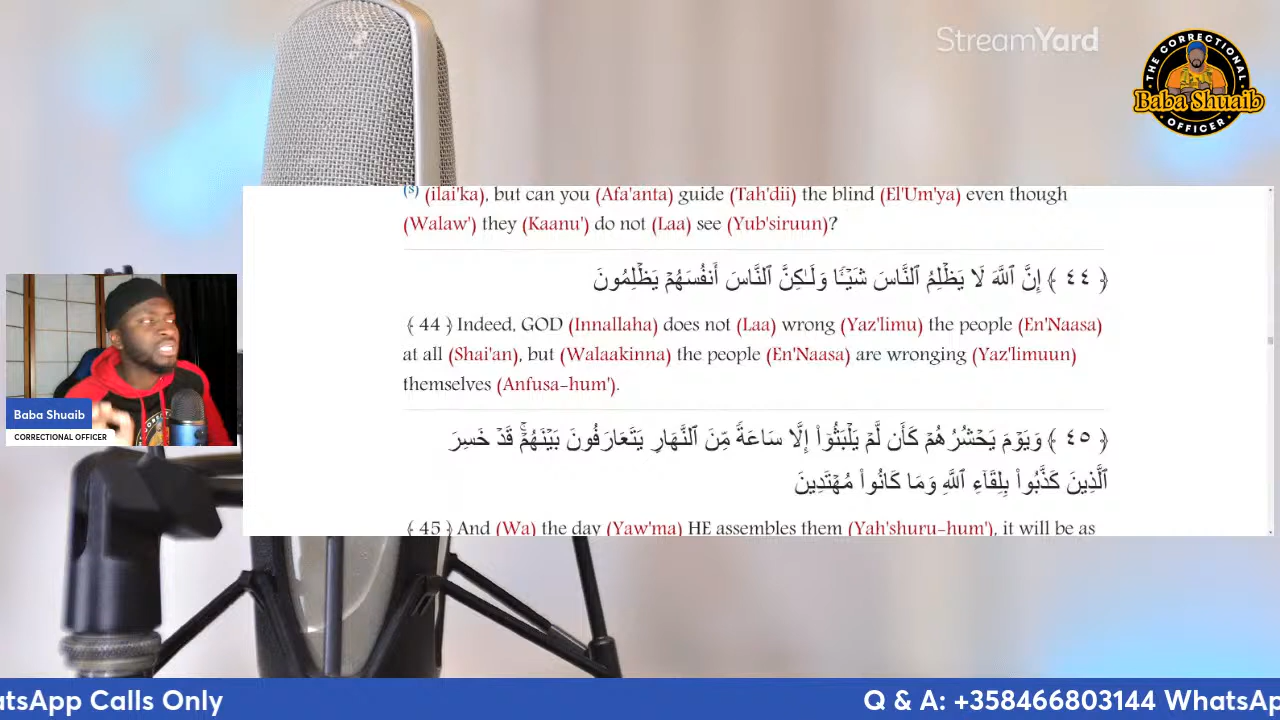 StreamYard
THE CORRECTIONAL
Baba Shuaib
OFFICER
(8) (ilai'ka), but can you (Afa'anta) guide (Tah'dii) the blind (El'Um'ya) even though
(Walaw') they (Kaanu') do not (Laa) see (Yub'siruun)?
﴿ ٤٤ ﴾ إِنَّ ٱللَّهَ لَا يَظْلِمُ ٱلنَّاسَ شَيْـًٔا وَلَـٰكِنَّ ٱلنَّاسَ أَنفُسَهُمْ يَظْلِمُونَ
﴾ 44 ﴿ Indeed, GOD (Innallaha) does not (Laa) wrong (Yaz'limu) the people (En'Naasa)
at all (Shai'an), but (Walaakinna) the people (En'Naasa) are wronging (Yaz'limuun)
themselves (Anfusa-hum').
﴿ ٤٥ ﴾ وَيَوْمَ يَحْشُرُهُمْ كَأَن لَّمْ يَلْبَثُوٓا۟ إِلَّا سَاعَةً مِّنَ ٱلنَّهَارِ يَتَعَارَفُونَ بَيْنَهُمْ ۚ قَدْ خَسِرَ
ٱلَّذِينَ كَذَّبُوا۟ بِلِقَآءِ ٱللَّهِ وَمَا كَانُوا۟ مُهْتَدِينَ
﴾ 45 ﴿ And (Wa) the day (Yaw'ma) HE assembles them (Yah'shuru-hum'), it will be as
Baba Shuaib
CORRECTIONAL OFFICER
atsApp Calls Only
Q & A: +358466803144 WhatsAp